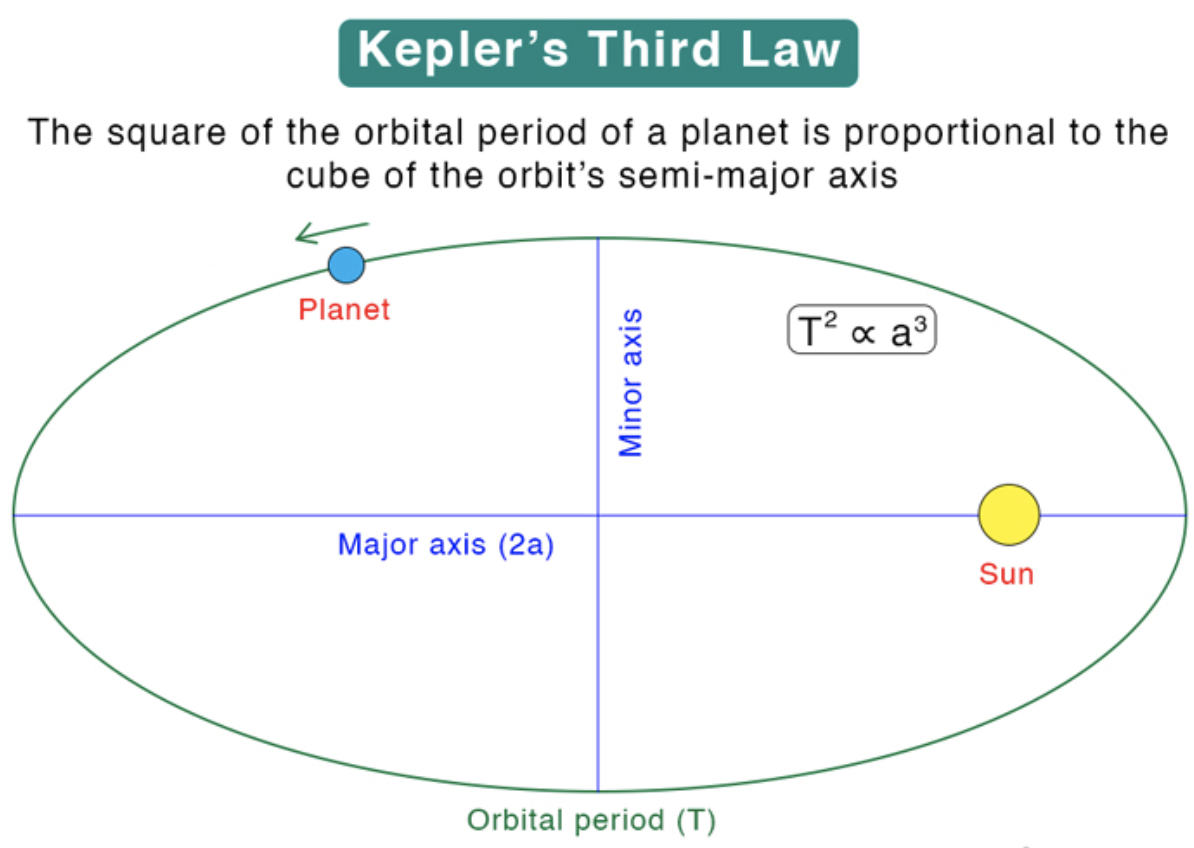 Kepler’s Third Law
The square of the orbital period of a planet is proportional to the
cube of the orbit’s semi-major axis
Planet
T² ∝ a³
Minor axis
Major axis (2a)
Sun
Orbital period (T)